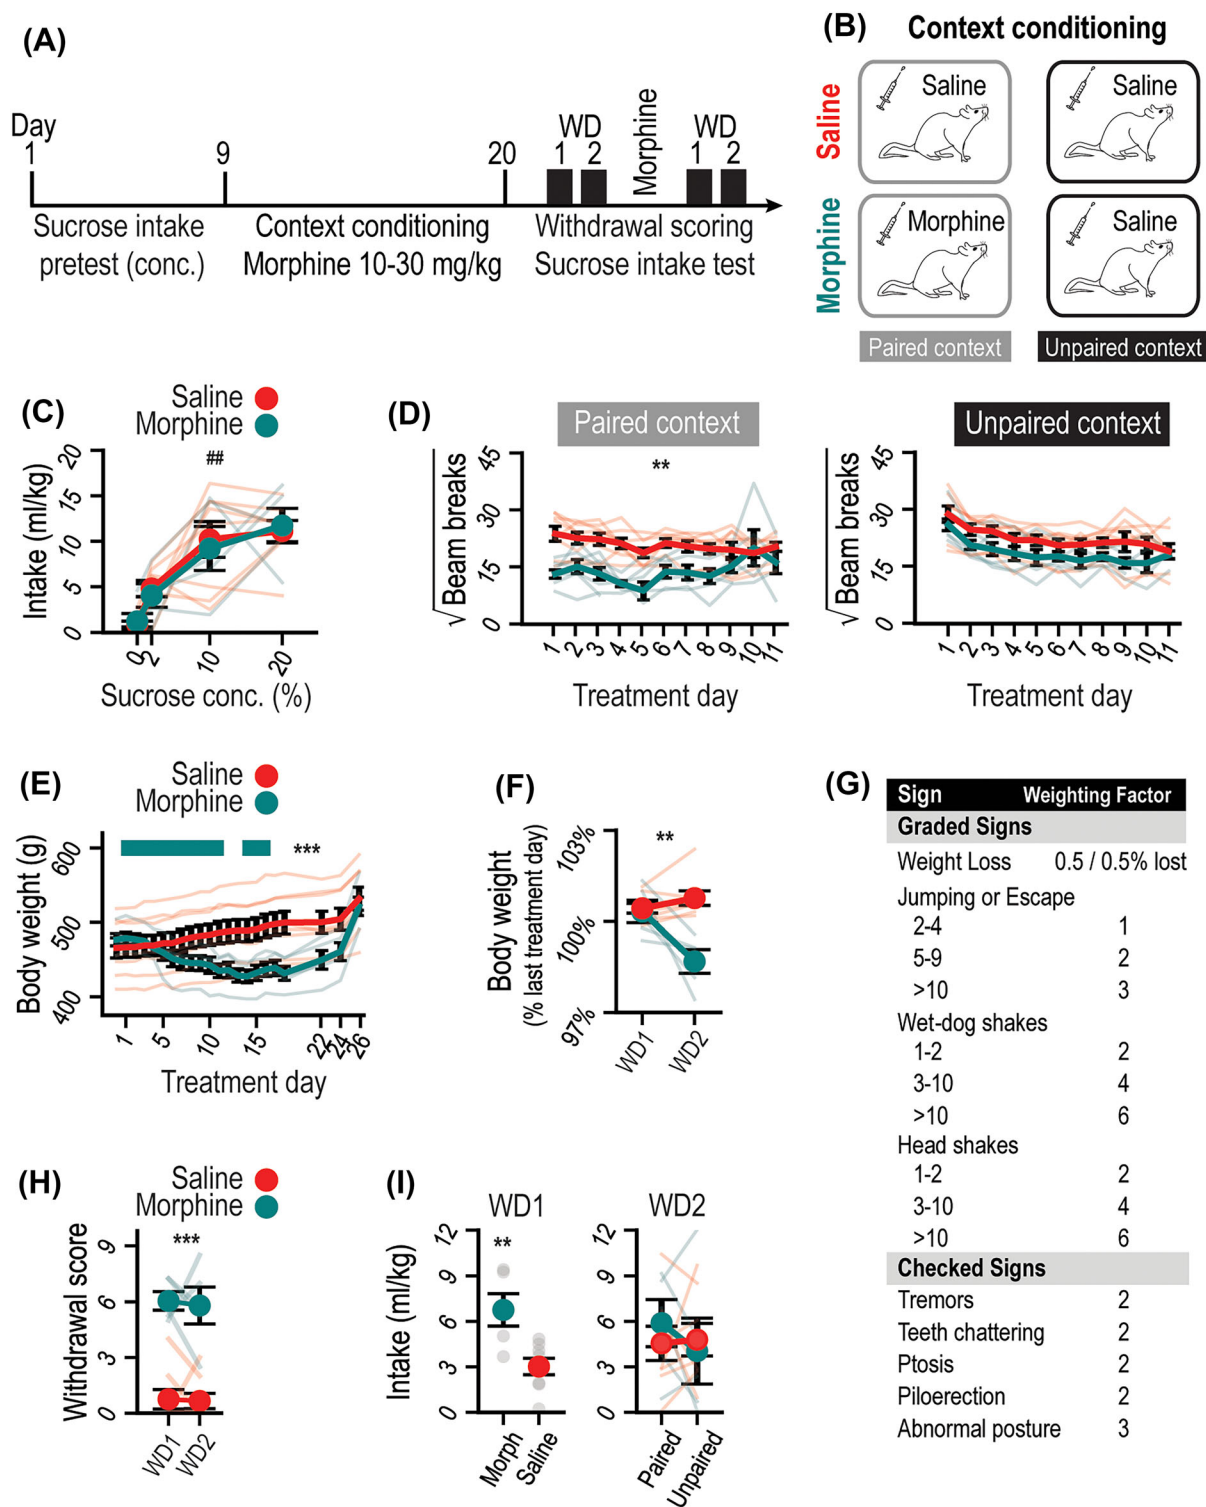 (A)
Day
1
9
20
WD
1 2
Morphine
WD
1 2
Sucrose intake
pretest (conc.)
Context conditioning
Morphine 10-30 mg/kg
Withdrawal scoring
Sucrose intake test
(B)
Context conditioning
Saline
Saline
Saline
Morphine
Morphine
Saline
Paired context
Unpaired context
(C)
Saline
Morphine
##
Intake (ml/kg)
20
15
10
5
0
0 2 10 20
Sucrose conc. (%)
(D)
Paired context
**
√Beam breaks
45
30
15
0
1 2 3 4 5 6 7 8 9 10 11
Treatment day
Unpaired context
√Beam breaks
45
30
15
0
1 2 3 4 5 6 7 8 9 10 11
Treatment day
(E)
Saline
Morphine
***
Body weight (g)
600
500
400
1 5 10 15 22 24 26
Treatment day
(F)
**
Body weight
(% last treatment day)
103%
100%
97%
WD1 WD2
(G)
Sign Weighting Factor
Graded Signs
Weight Loss 0.5 / 0.5% lost
Jumping or Escape
2-4 1
5-9 2
>10 3
Wet-dog shakes
1-2 2
3-10 4
>10 6
Head shakes
1-2 2
3-10 4
>10 6
Checked Signs
Tremors 2
Teeth chattering 2
Ptosis 2
Piloerection 2
Abnormal posture 3
(H)
Saline
Morphine
***
Withdrawal score
9
6
3
0
WD1 WD2
(I)
WD1
**
Intake (ml/kg)
12
9
6
3
0
Morph Saline
WD2
12
9
6
3
0
Paired Unpaired